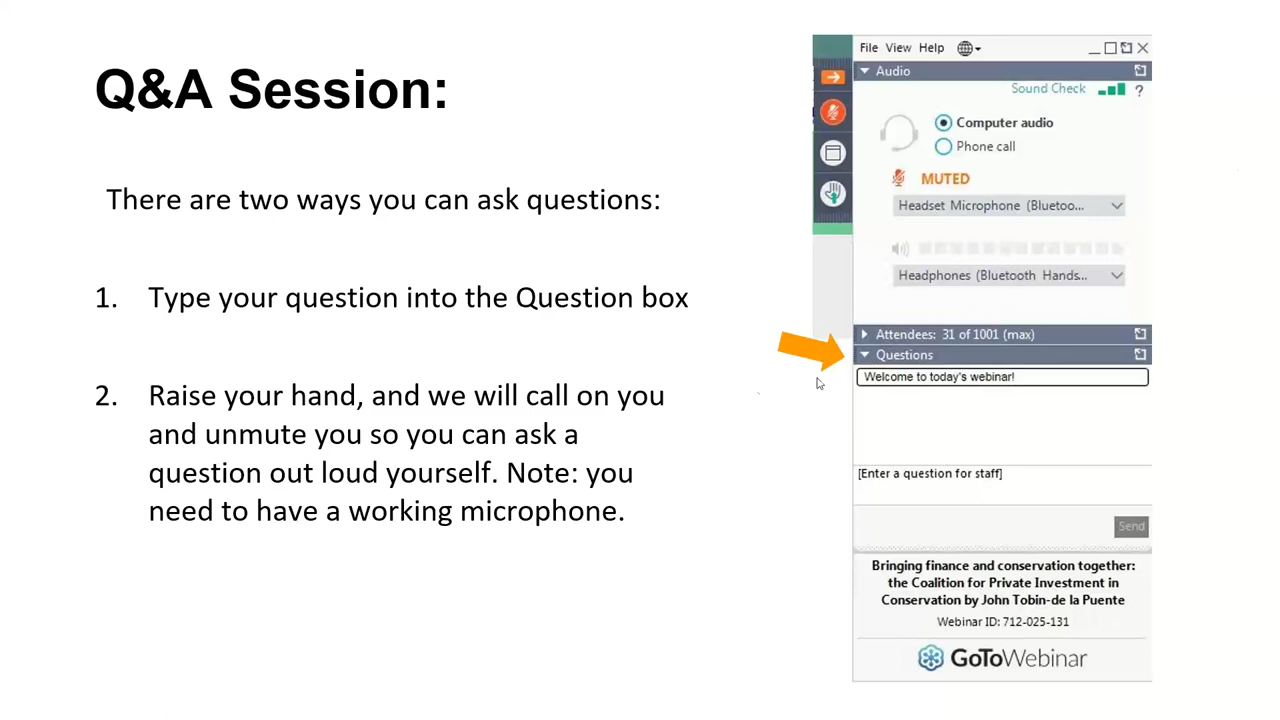 Q&A Session:
There are two ways you can ask questions:
1. Type your question into the Question box
2. Raise your hand, and we will call on you
and unmute you so you can ask a
question out loud yourself. Note: you
need to have a working microphone.
File View Help
Audio
Sound Check ?
Computer audio
Phone call
MUTED
Headset Microphone (Bluetoo...
Headphones (Bluetooth Hands...
Attendees: 31 of 1001 (max)
Questions
Welcome to today's webinar!
[Enter a question for staff]
Send
Bringing finance and conservation together:
the Coalition for Private Investment in
Conservation by John Tobin-de la Puente
Webinar ID: 712-025-131
GoToWebinar